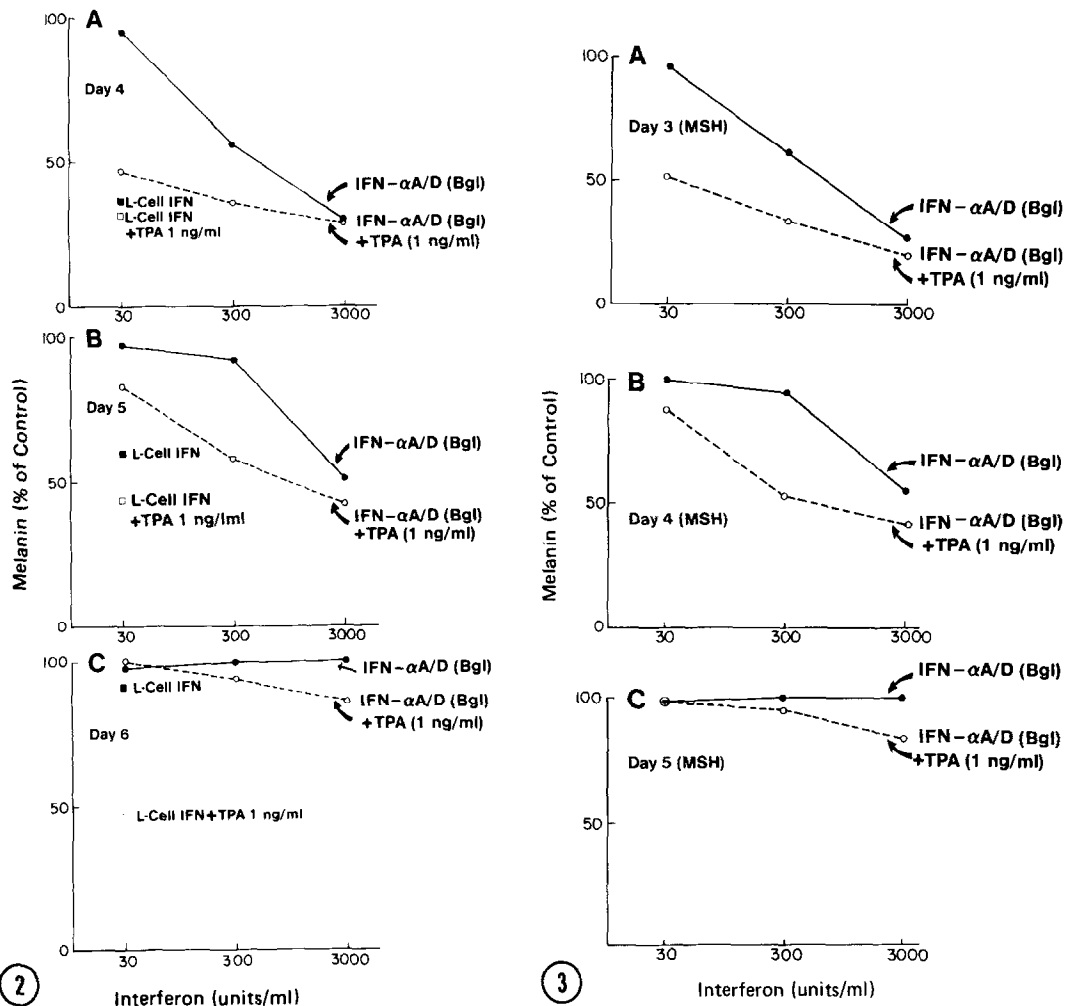 A
100
Day 4
50
0
30
300
3000
IFN-αA/D (Bgl)
L-Cell IFN
L-Cell IFN
+TPA 1 ng/ml
IFN-αA/D (Bgl)
+TPA (1 ng/ml)
B
100
Day 5
50
0
30
300
3000
IFN-αA/D (Bgl)
L-Cell IFN
L-Cell IFN
+TPA 1 ng/lml
IFN-αA/D (Bgl)
+TPA (1 ng/ml)
Melanin (% of Control)
C
100
Day 6
50
0
30
300
3000
IFN-αA/D (Bgl)
L-Cell IFN
IFN-αA/D (Bgl)
+TPA (1 ng/ml)
L-Cell IFN+TPA 1 ng/ml
2
Interferon (units/ml)
A
100
Day 3 (MSH)
50
0
30
300
3000
IFN-αA/D (Bgl)
IFN-αA/D (Bgl)
+TPA (1 ng/ml)
B
100
50
Day 4 (MSH)
0
30
300
3000
IFN-αA/D (Bgl)
IFN-αA/D (Bgl)
+TPA (1 ng/ml)
Melanin (% of Control)
C
100
Day 5 (MSH)
50
0
30
300
3000
IFN-αA/D (Bgl)
IFN-αA/D (Bgl)
+TPA (1 ng/ml)
3
Interferon (units/ml)